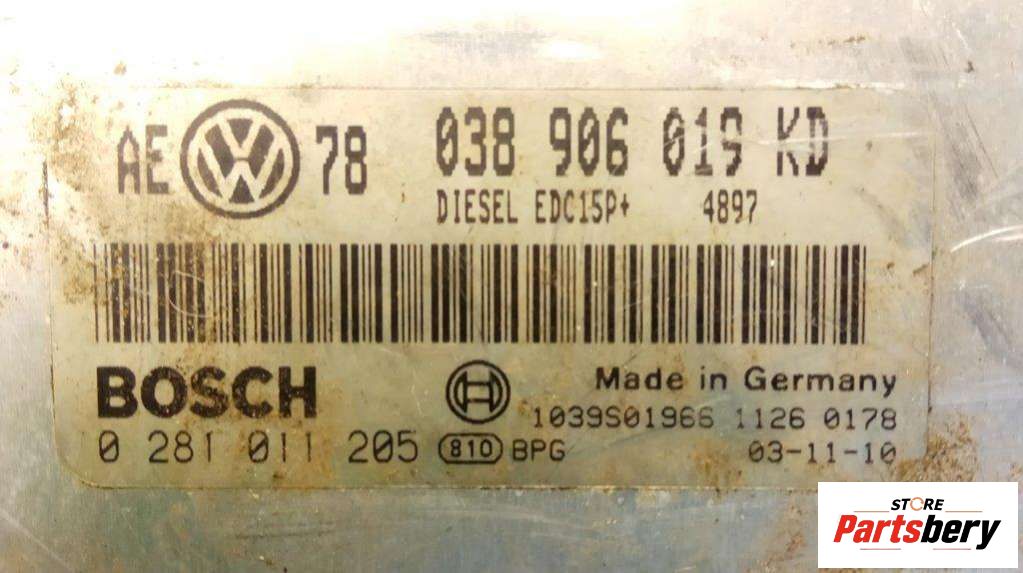 AE VW 78 038 906 019 KD
DIESEL EDC15P+ 4897
BOSCH
Made in Germany
1039S01966 1126 0178
0 281 011 205 810 BPG 03-11-10
STORE
Partsbery